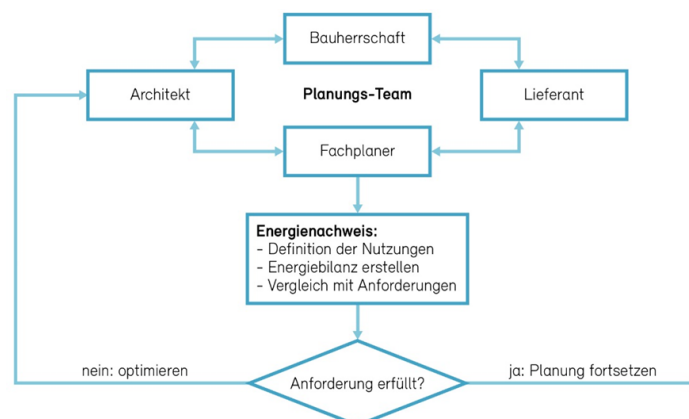 Bauherrschaft
Architekt
Planungs-Team
Lieferant
Fachplaner
Energienachweis:
- Definition der Nutzungen
- Energiebilanz erstellen
- Vergleich mit Anforderungen
nein: optimieren
Anforderung erfüllt?
ja: Planung fortsetzen